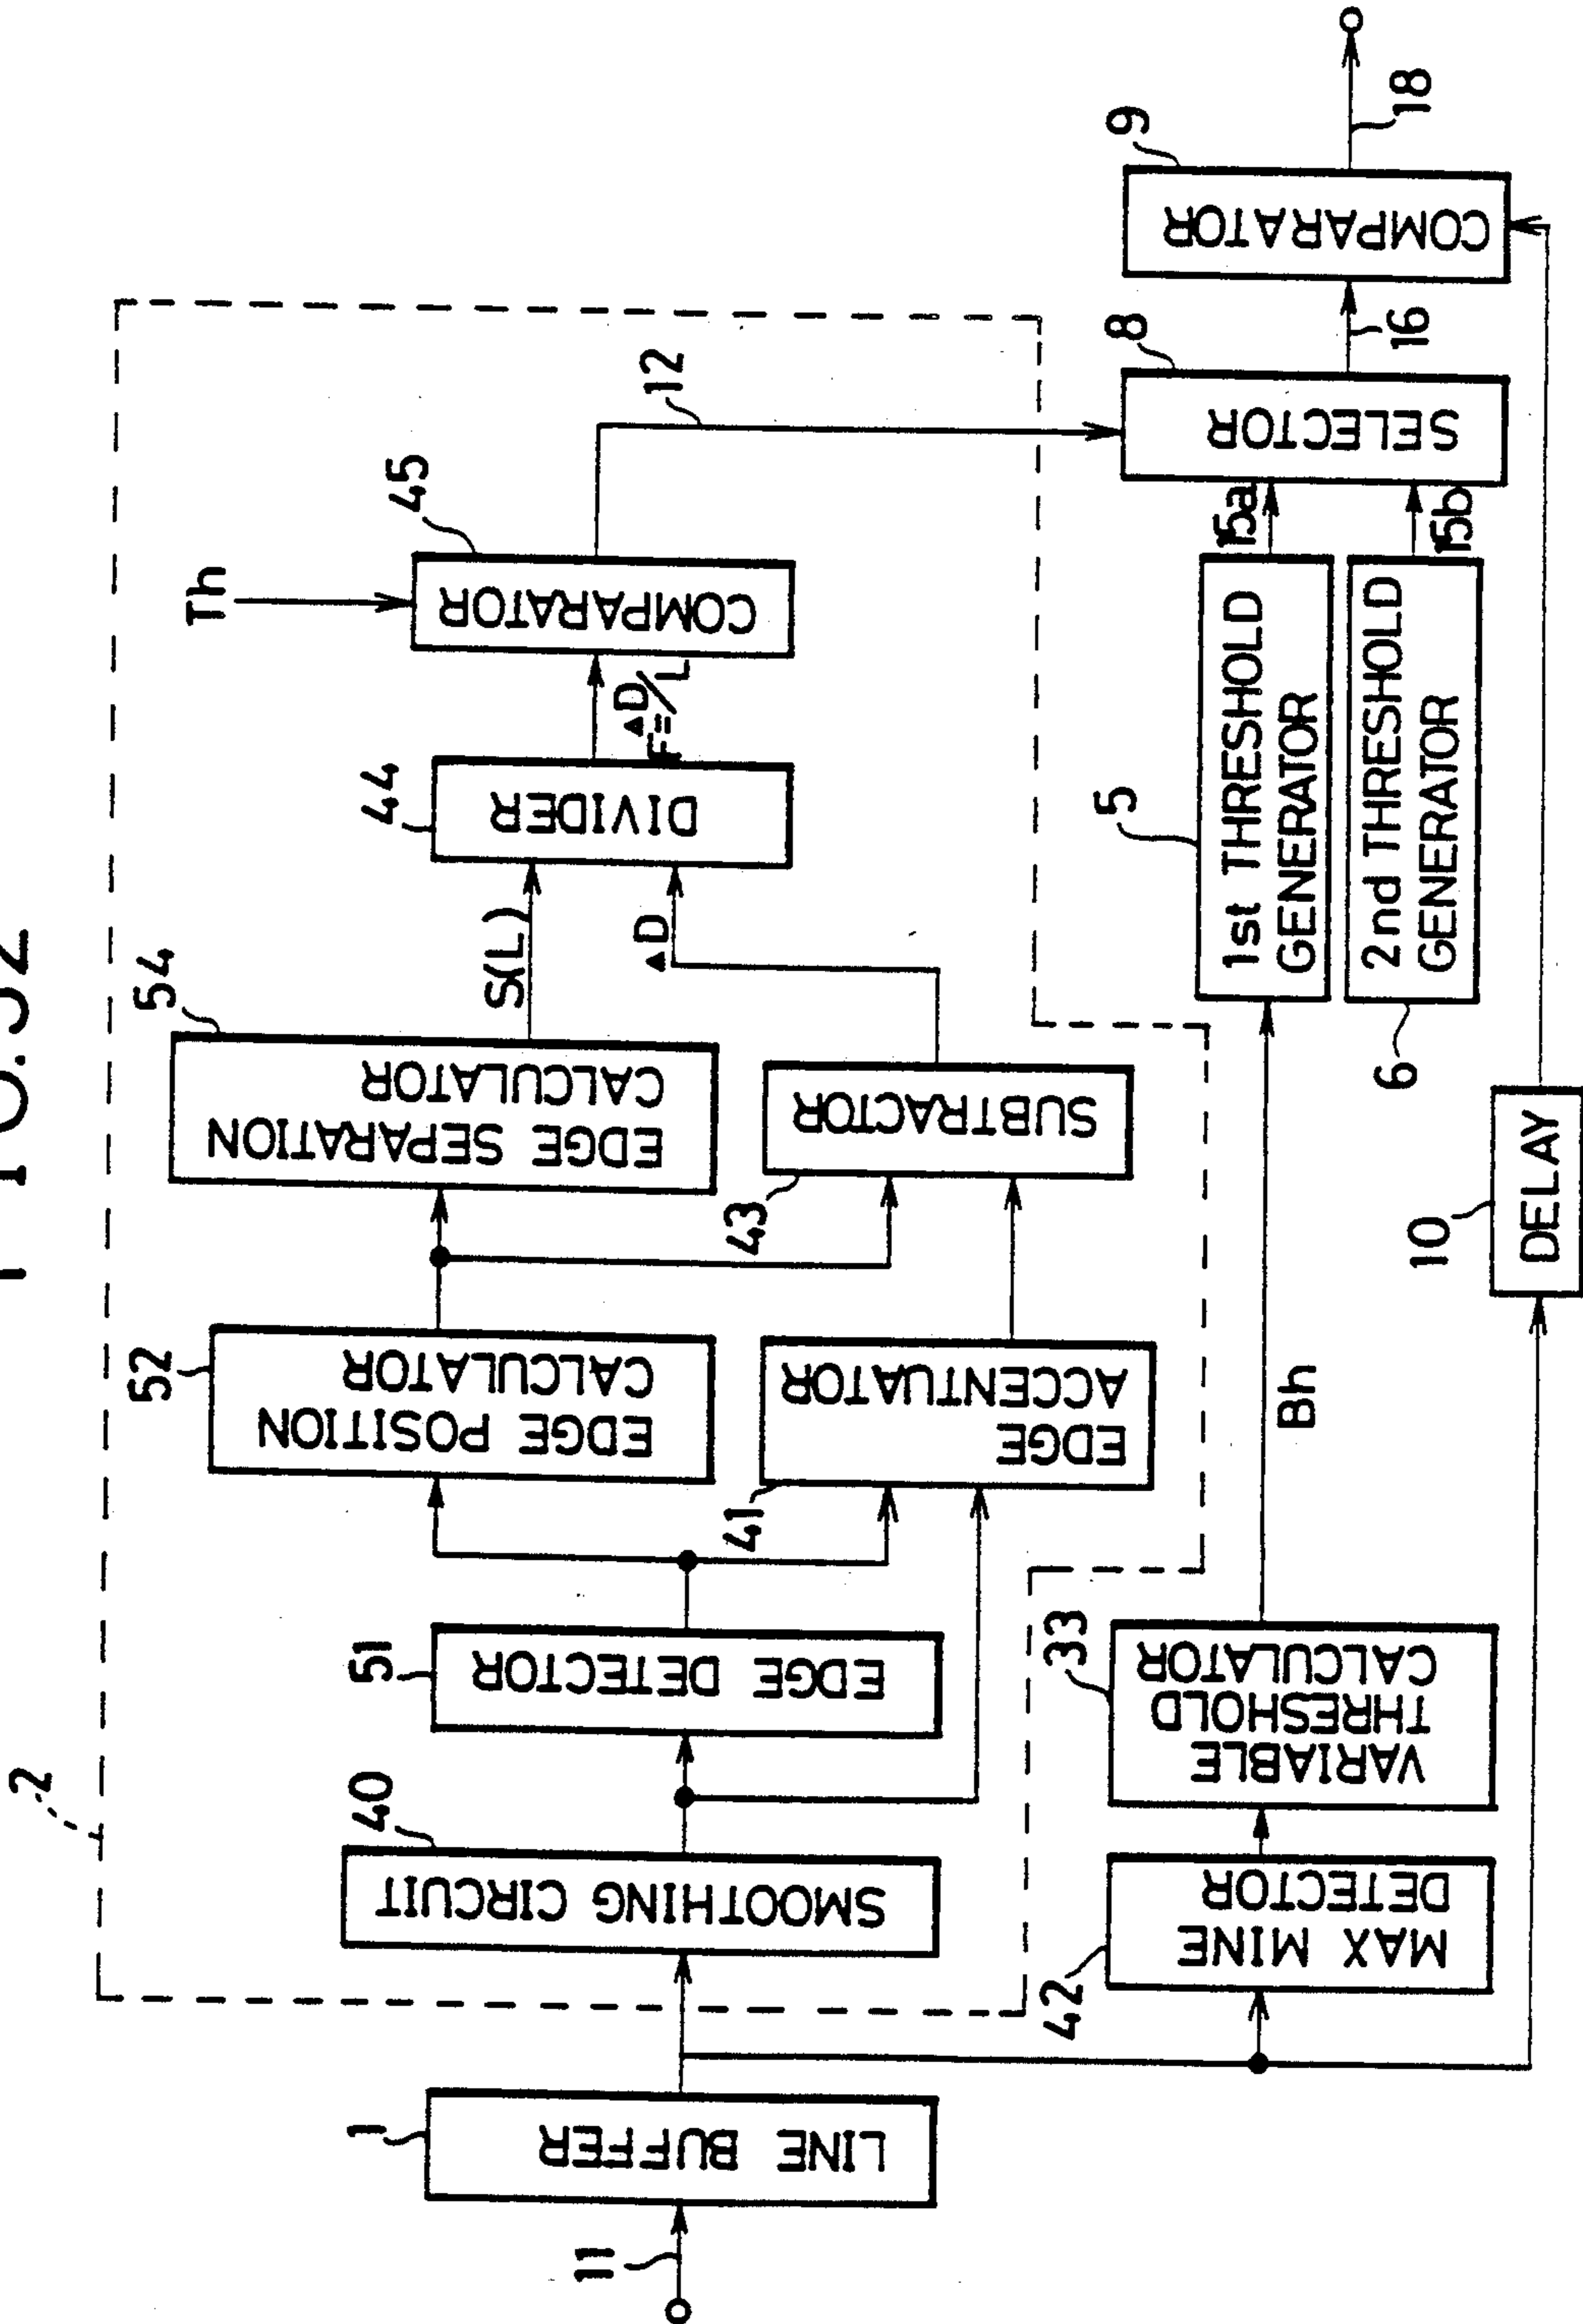 FIG. 32
2
11
1
LINE BUFFER
40
SMOOTHING CIRCUIT
51
EDGE DETECTOR
52
EDGE POSITION
CALCULATOR
41
EDGE
ACCENTUATOR
54
EDGE SEPARATION
CALCULATOR
43
SUBTRACTOR
S(L)
▲D
44
DIVIDER
F=▲D/L
Th
45
COMPARATOR
12
42
MAX MINE
DETECTOR
33
VARIABLE
THRESHOLD
CALCULATOR
Bh
5
1st THRESHOLD
GENERATOR
6
2nd THRESHOLD
GENERATOR
15a
15b
8
SELECTOR
16
9
COMPARATOR
18
10
DELAY